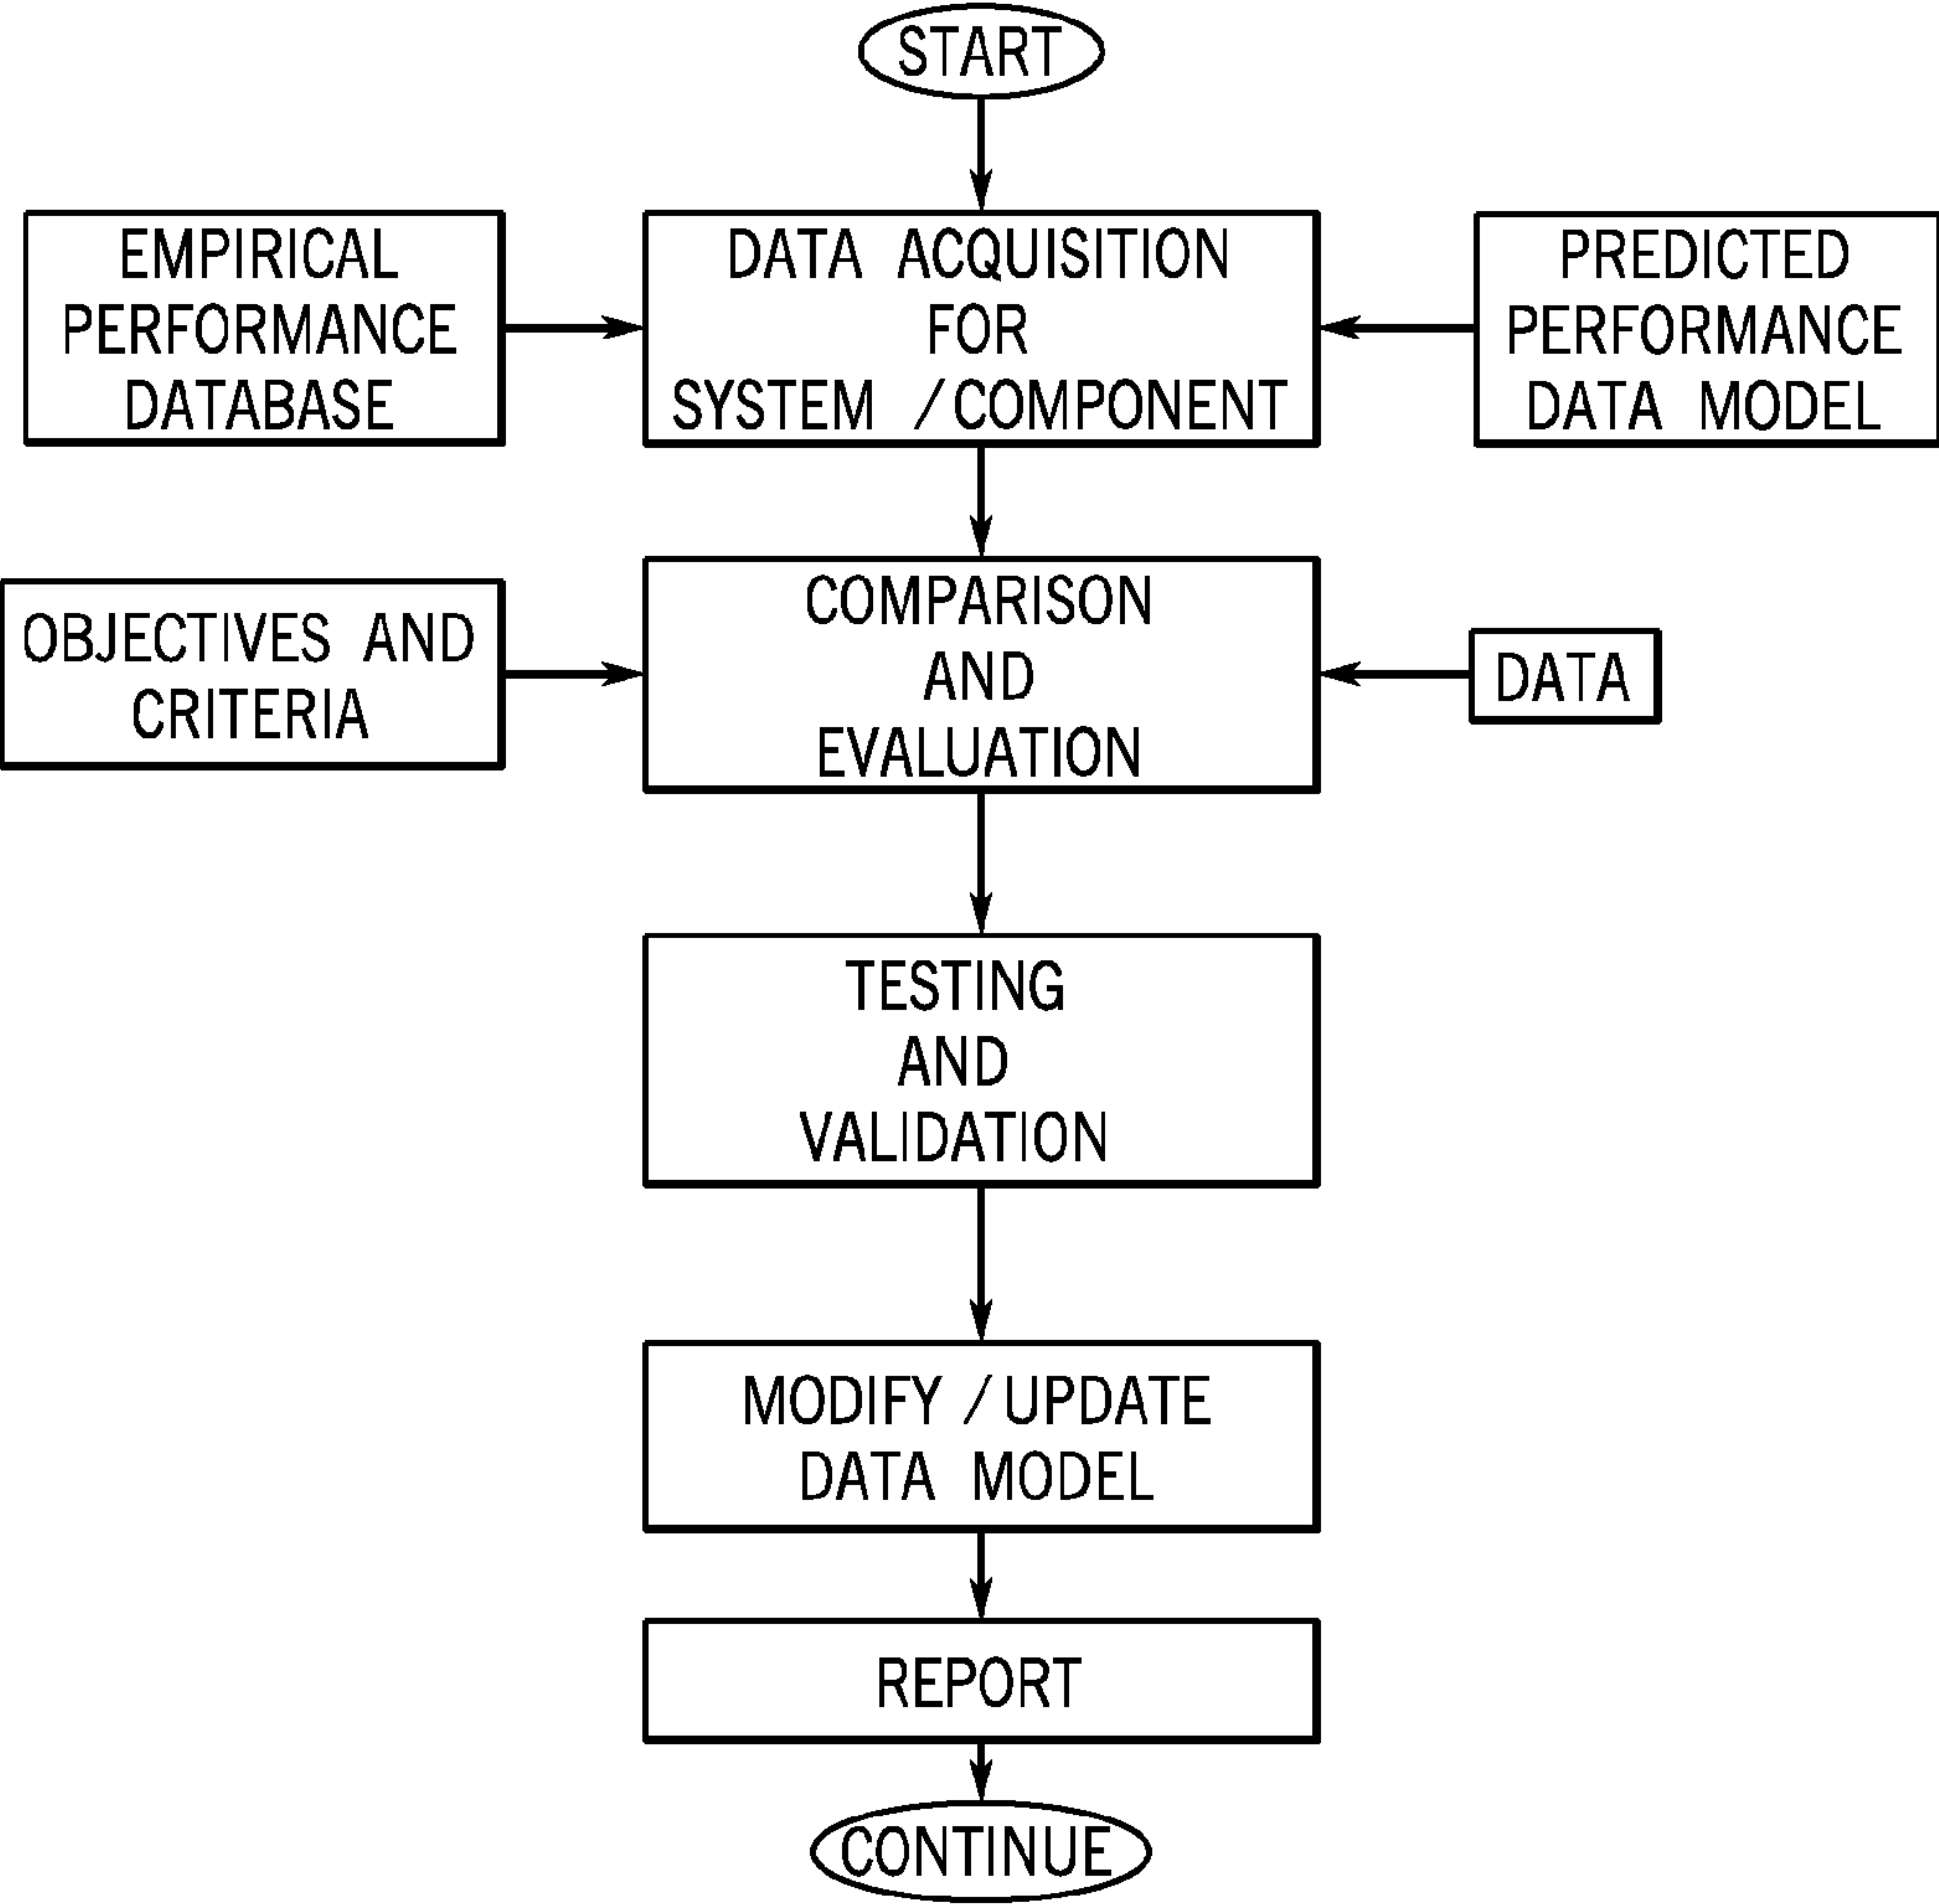 START
EMPIRICAL
PERFORMANCE
DATABASE
DATA ACQUISITION
FOR
SYSTEM /COMPONENT
PREDICTED
PERFORMANCE
DATA MODEL
OBJECTIVES AND
CRITERIA
COMPARISON
AND
EVALUATION
DATA
TESTING
AND
VALIDATION
MODIFY / UPDATE
DATA MODEL
REPORT
CONTINUE